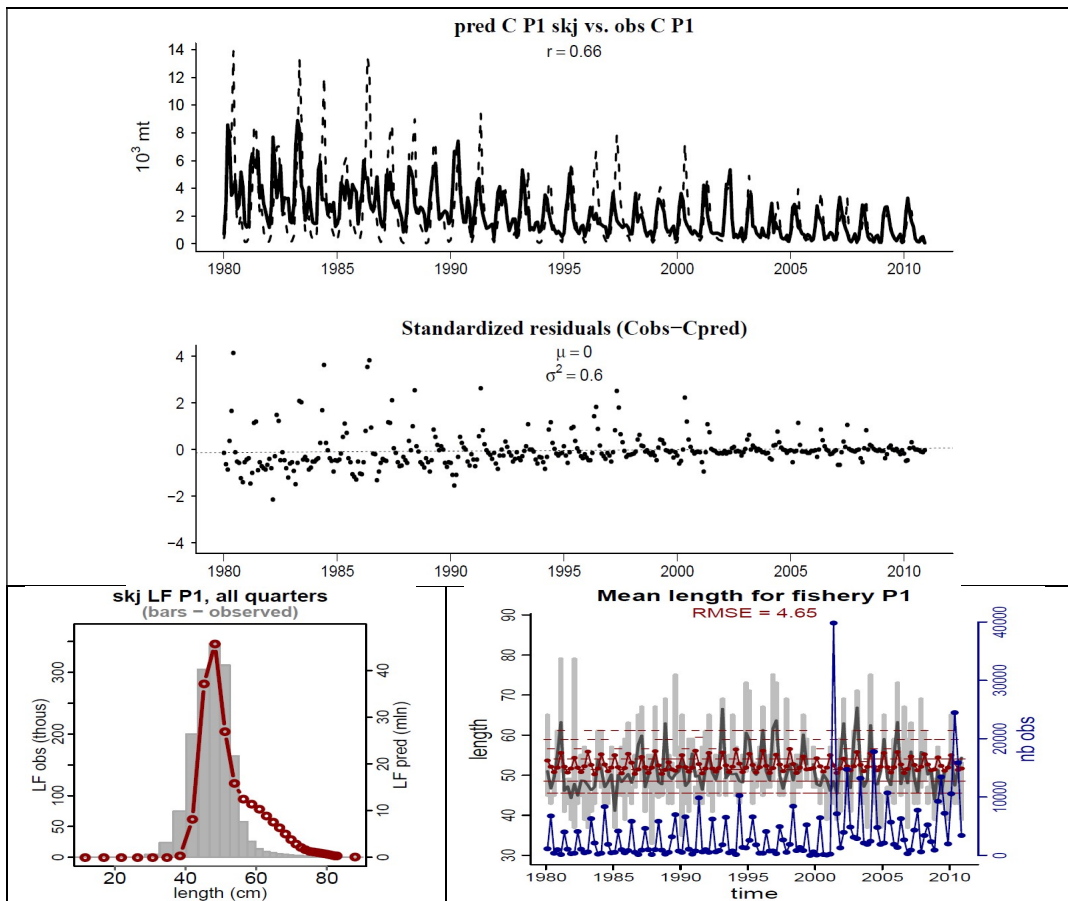 pred C P1 skj vs. obs C P1
r = 0.66
10³ mt
14
12
10
8
6
4
2
0
1980 1985 1990 1995 2000 2005 2010
Standardized residuals (Cobs−Cpred)
μ = 0
σ² = 0.6
4
2
0
−2
−4
1980 1985 1990 1995 2000 2005 2010
skj LF P1, all quarters
(bars − observed)
LF obs (thous)
300
200
100
50
0
LF pred (mln)
40
30
20
10
0
20 40 60 80
length (cm)
Mean length for fishery P1
RMSE = 4.65
length
90
80
70
60
50
40
30
nb obs
40000
30000
20000
10000
0
1980 1985 1990 1995 2000 2005 2010
time